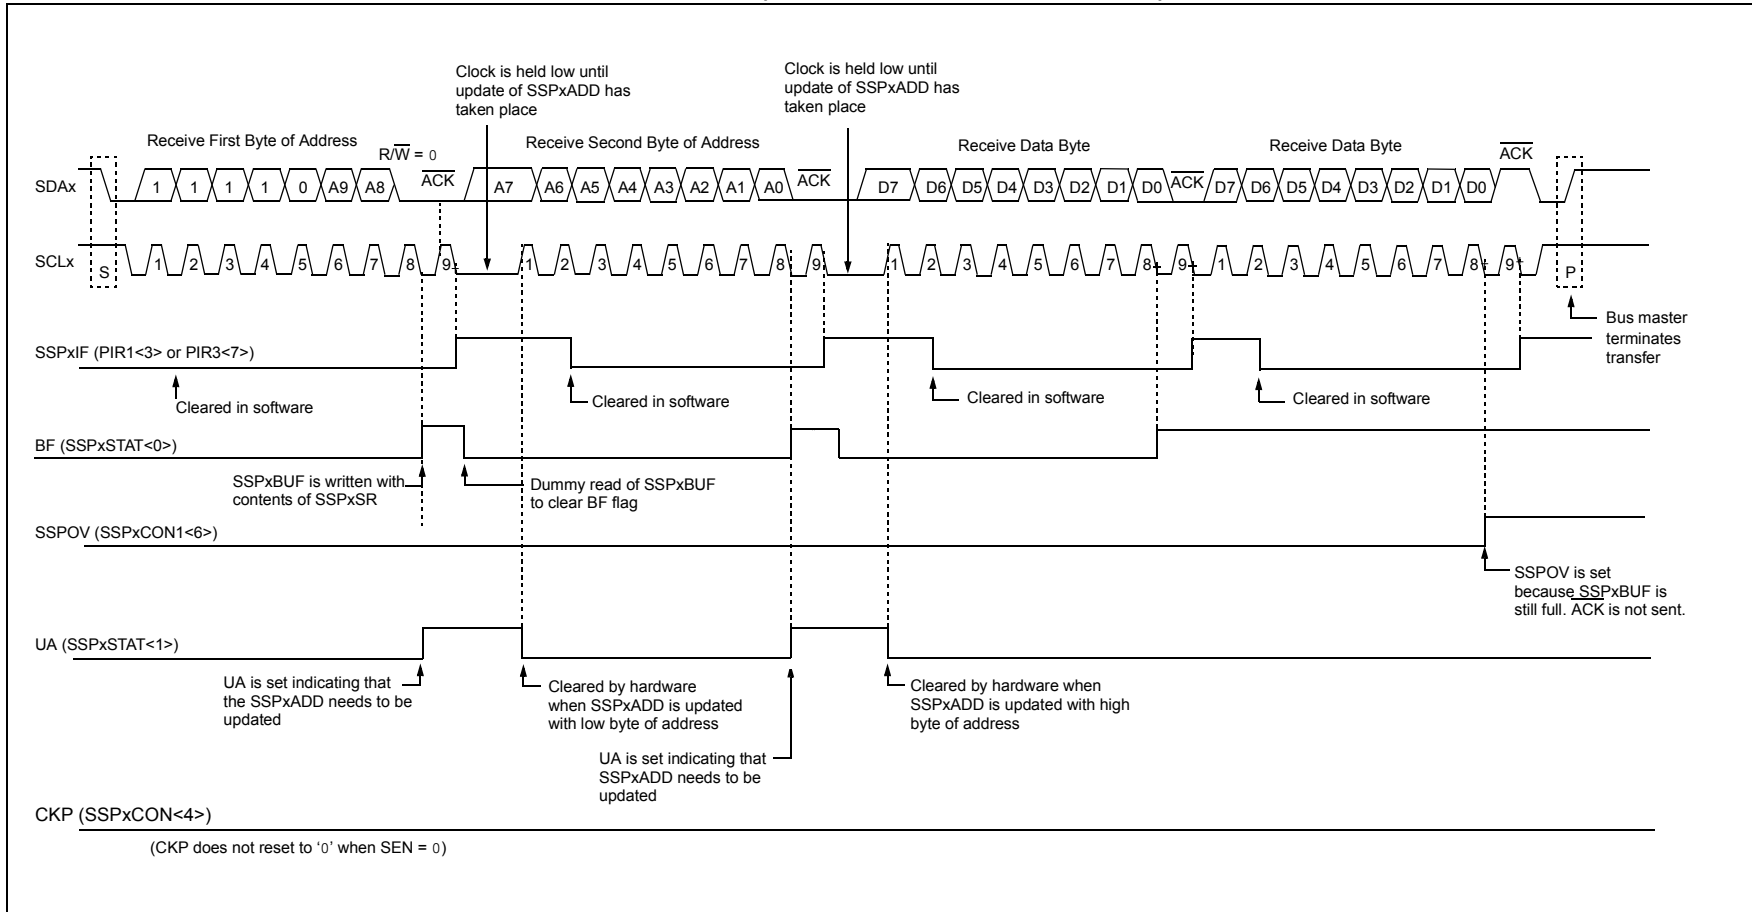 Clock is held low until
update of SSPxADD has
taken place
Clock is held low until
update of SSPxADD has
taken place
Receive First Byte of Address
Receive Second Byte of Address
Receive Data Byte
Receive Data Byte
R/W = 0
ACK
ACK
ACK
ACK
SDAx
1 1 1 1 0 A9 A8
A7 A6 A5 A4 A3 A2 A1 A0
D7 D6 D5 D4 D3 D2 D1 D0
D7 D6 D5 D4 D3 D2 D1 D0
SCLx
S
1 2 3 4 5 6 7 8 9
1 2 3 4 5 6 7 8 9
1 2 3 4 5 6 7 8 9
1 2 3 4 5 6 7 8 9
P
Bus master
terminates
transfer
SSPxIF (PIR1<3> or PIR3<7>)
Cleared in software
Cleared in software
Cleared in software
Cleared in software
BF (SSPxSTAT<0>)
SSPxBUF is written with
contents of SSPxSR
Dummy read of SSPxBUF
to clear BF flag
SSPOV (SSPxCON1<6>)
SSPOV is set
because SSPxBUF is
still full. ACK is not sent.
UA (SSPxSTAT<1>)
UA is set indicating that
the SSPxADD needs to be
updated
Cleared by hardware
when SSPxADD is updated
with low byte of address
Cleared by hardware when
SSPxADD is updated with high
byte of address
UA is set indicating that
SSPxADD needs to be
updated
CKP (SSPxCON<4>)
(CKP does not reset to ‘0’ when SEN = 0)